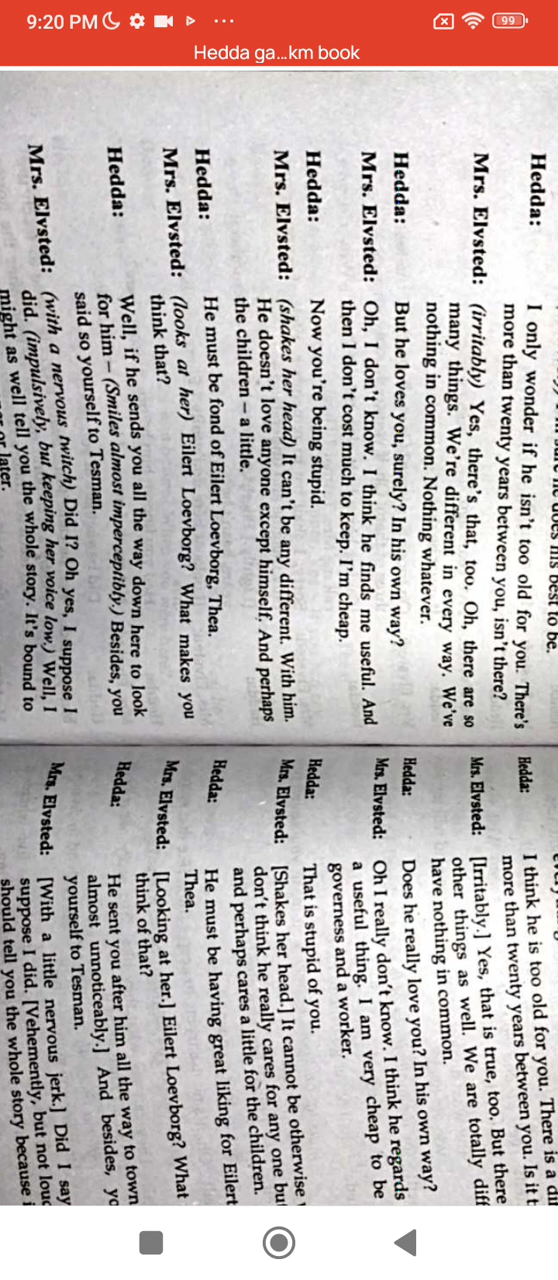 9:20 PM
99
Hedda ga...km book
does his best to be.
Hedda: I only wonder if he isn't too old for you. There's
more than twenty years between you, isn't there?
Mrs. Elvsted: (irritably) Yes, there's that, too. Oh, there are so
many things. We're different in every way. We've
nothing in common. Nothing whatever.
Hedda: But he loves you, surely? In his own way?
Mrs. Elvsted: Oh, I don't know. I think he finds me useful. And
then I don't cost much to keep. I'm cheap.
Hedda: Now you're being stupid.
Mrs. Elvsted: (shakes her head) It can't be any different. With him.
He doesn't love anyone except himself. And perhaps
the children – a little.
Hedda: He must be fond of Eilert Loevborg, Thea.
Mrs. Elvsted: (looks at her) Eilert Loevborg? What makes you
think that?
Hedda: Well, if he sends you all the way down here to look
for him – (Smiles almost imperceptibly.) Besides, you
said so yourself to Tesman.
Mrs. Elvsted: (with a nervous twitch) Did I? Oh yes, I suppose I
did. (impulsively, but keeping her voice low) Well, I
might as well tell you the whole story. It's bound to
or later.
Hedda: I think he is too old for you. There is a
more than twenty years between you. Is it
Mrs. Elvsted: [Irritably.] Yes, that is true, too. But there
other things as well. We are totally
have nothing in common.
Hedda: Does he really love you? In his own way?
Mrs. Elvsted: Oh I really don't know. I think he regards
a useful thing. I am very cheap to be
governess and a worker.
Hedda: That is stupid of you.
Mrs. Elvsted: [Shakes her head.] It cannot be otherwise
don't think he really cares for any one
and perhaps cares a little for the children.
Hedda: He must be having great liking for Eilert
Thea.
Mrs. Elvsted: [Looking at her.] Eilert Loevborg? What
think of that?
Hedda: He sent you after him all the way to town
almost unnoticeably.] And besides,
yourself to Tesman.
Mrs. Elvsted: [With a little nervous jerk.] Did I say
suppose I did. [Vehemently, but not
should tell you the whole story because